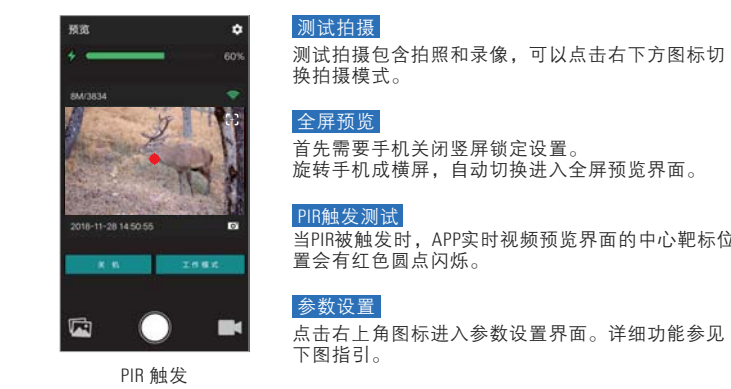 预览
60%
8M/3834
2018-11-28 14:50:55
关 机
工作模式
PIR 触发
测试拍摄
测试拍摄包含拍照和录像，可以点击右下方图标切
换拍摄模式。
全屏预览
首先需要手机关闭竖屏锁定设置。
旋转手机成横屏，自动切换进入全屏预览界面。
PIR触发测试
当PIR被触发时，APP实时视频预览界面的中心靶标位
置会有红色圆点闪烁。
参数设置
点击右上角图标进入参数设置界面。详细功能参见
下图指引。